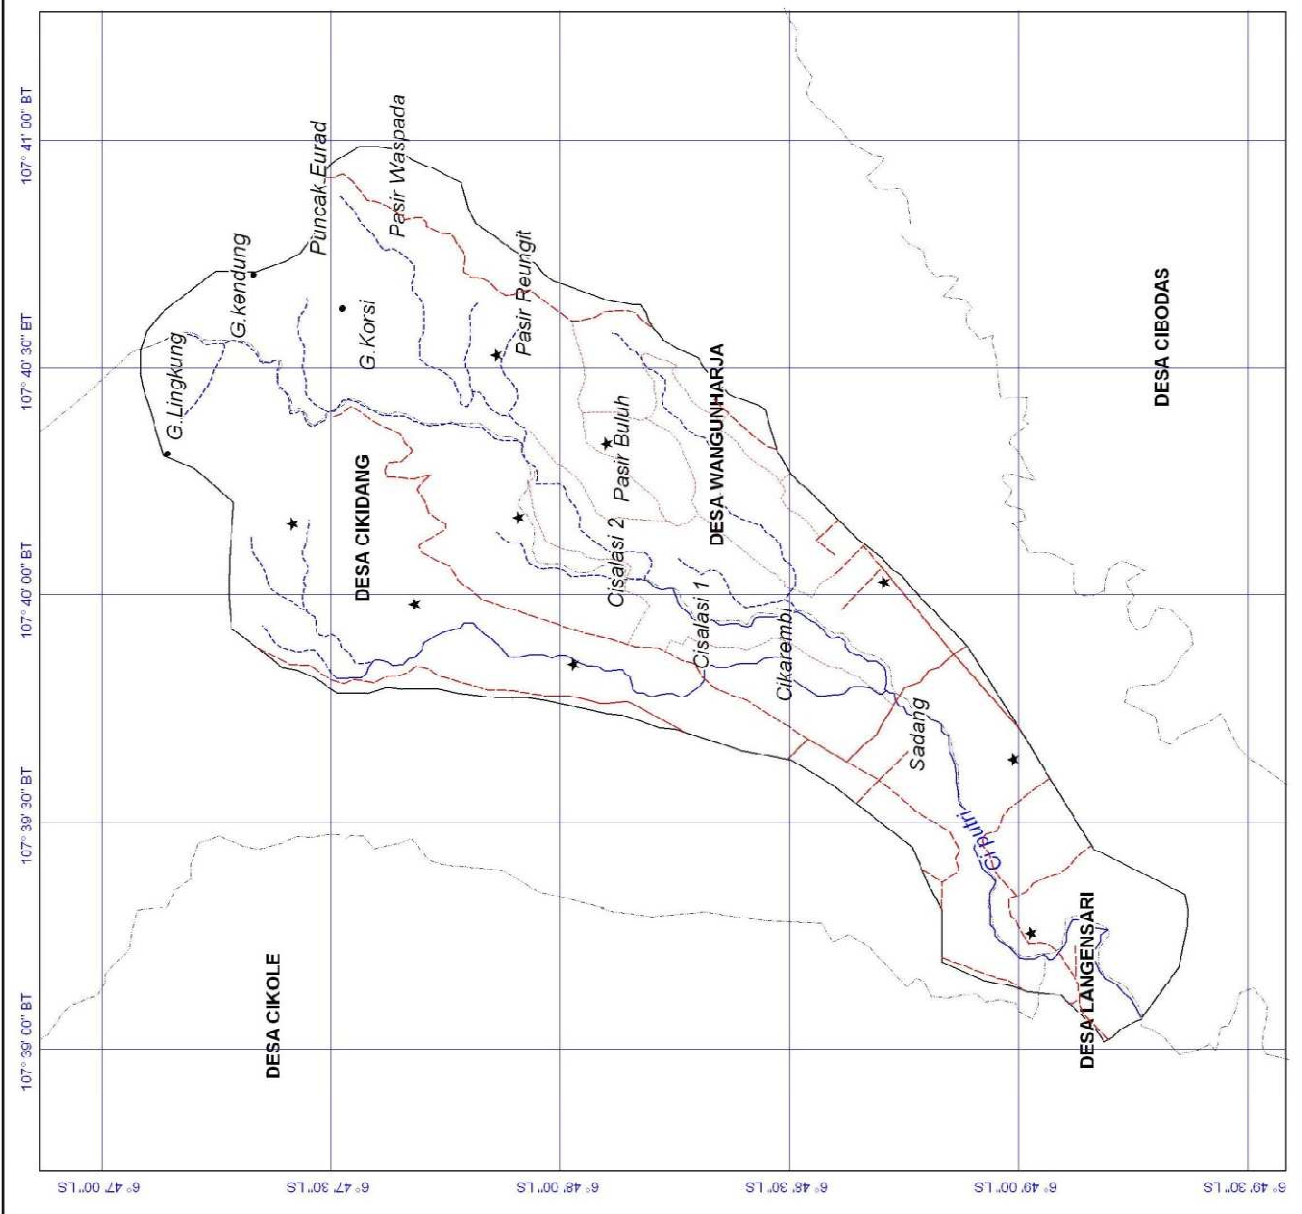 107° 39' 00" BT
107° 39' 30" BT
107° 40' 00" BT
107° 40' 30" BT
107° 41' 00" BT
6° 47' 00" LS
G.Lingkung
G.kendung
DESA CIKOLE
Puncak Eurad
6° 47' 30" LS
DESA CIKIDANG
G.Korsi
Pasir Waspada
Pasir Reungit
6° 48' 00" LS
Cisalasi 2
Pasir Buluh
Cisalasi 1
DESA WANGUNHARJA
Cikarembi
6° 48' 30" LS
Sadang
Ci putri
6° 49' 00" LS
DESA LANGENSARI
DESA CIBODAS
6° 49' 30" LS